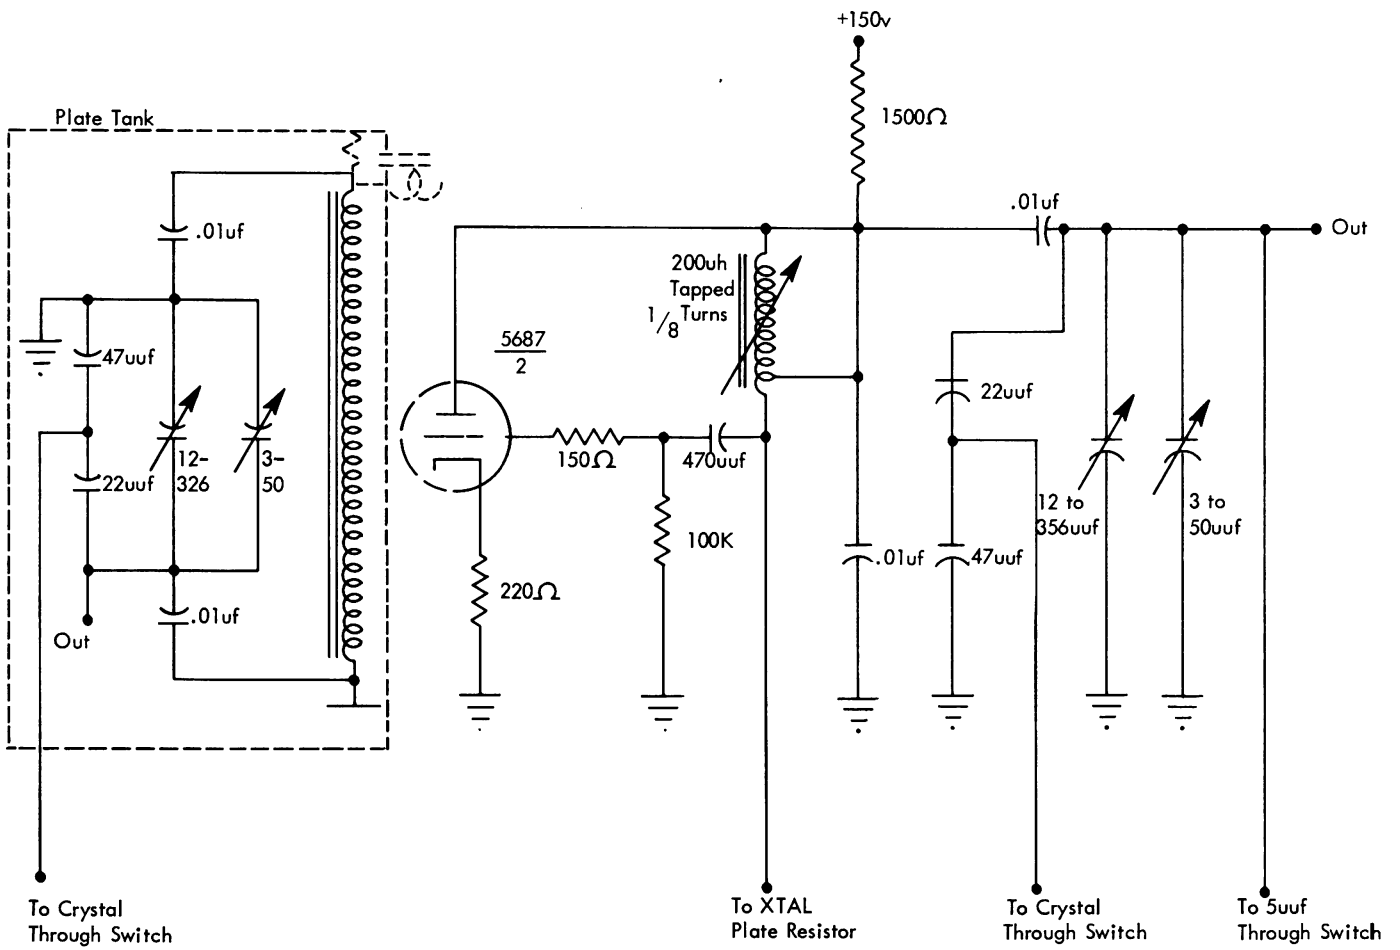 +150v
1500Ω
Plate Tank
.01uf
.01uf
Out
200uh
Tapped
1/8 Turns
5687
2
47uuf
22uuf
12-
326
3-
50
150Ω
470uuf
22uuf
12 to
356uuf
3 to
50uuf
100K
.01uf
47uuf
220Ω
.01uf
Out
To Crystal
Through Switch
To XTAL
Plate Resistor
To Crystal
Through Switch
To 5uuf
Through Switch